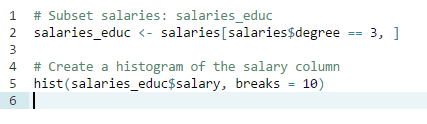 1 # Subset salaries: salaries_educ
2 salaries_educ <- salaries[salaries$degree == 3, ]
3
4 # Create a histogram of the salary column
5 hist(salaries_educ$salary, breaks = 10)
6